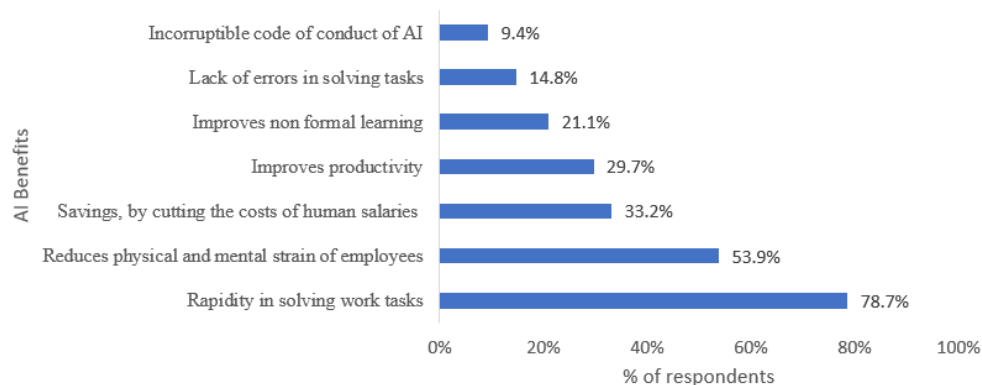 Incorruptible code of conduct of AI 9.4%
Lack of errors in solving tasks 14.8%
Improves non formal learning 21.1%
Improves productivity 29.7%
Savings, by cutting the costs of human salaries 33.2%
Reduces physical and mental strain of employees 53.9%
Rapidity in solving work tasks 78.7%
AI Benefits
0% 20% 40% 60% 80% 100%
% of respondents